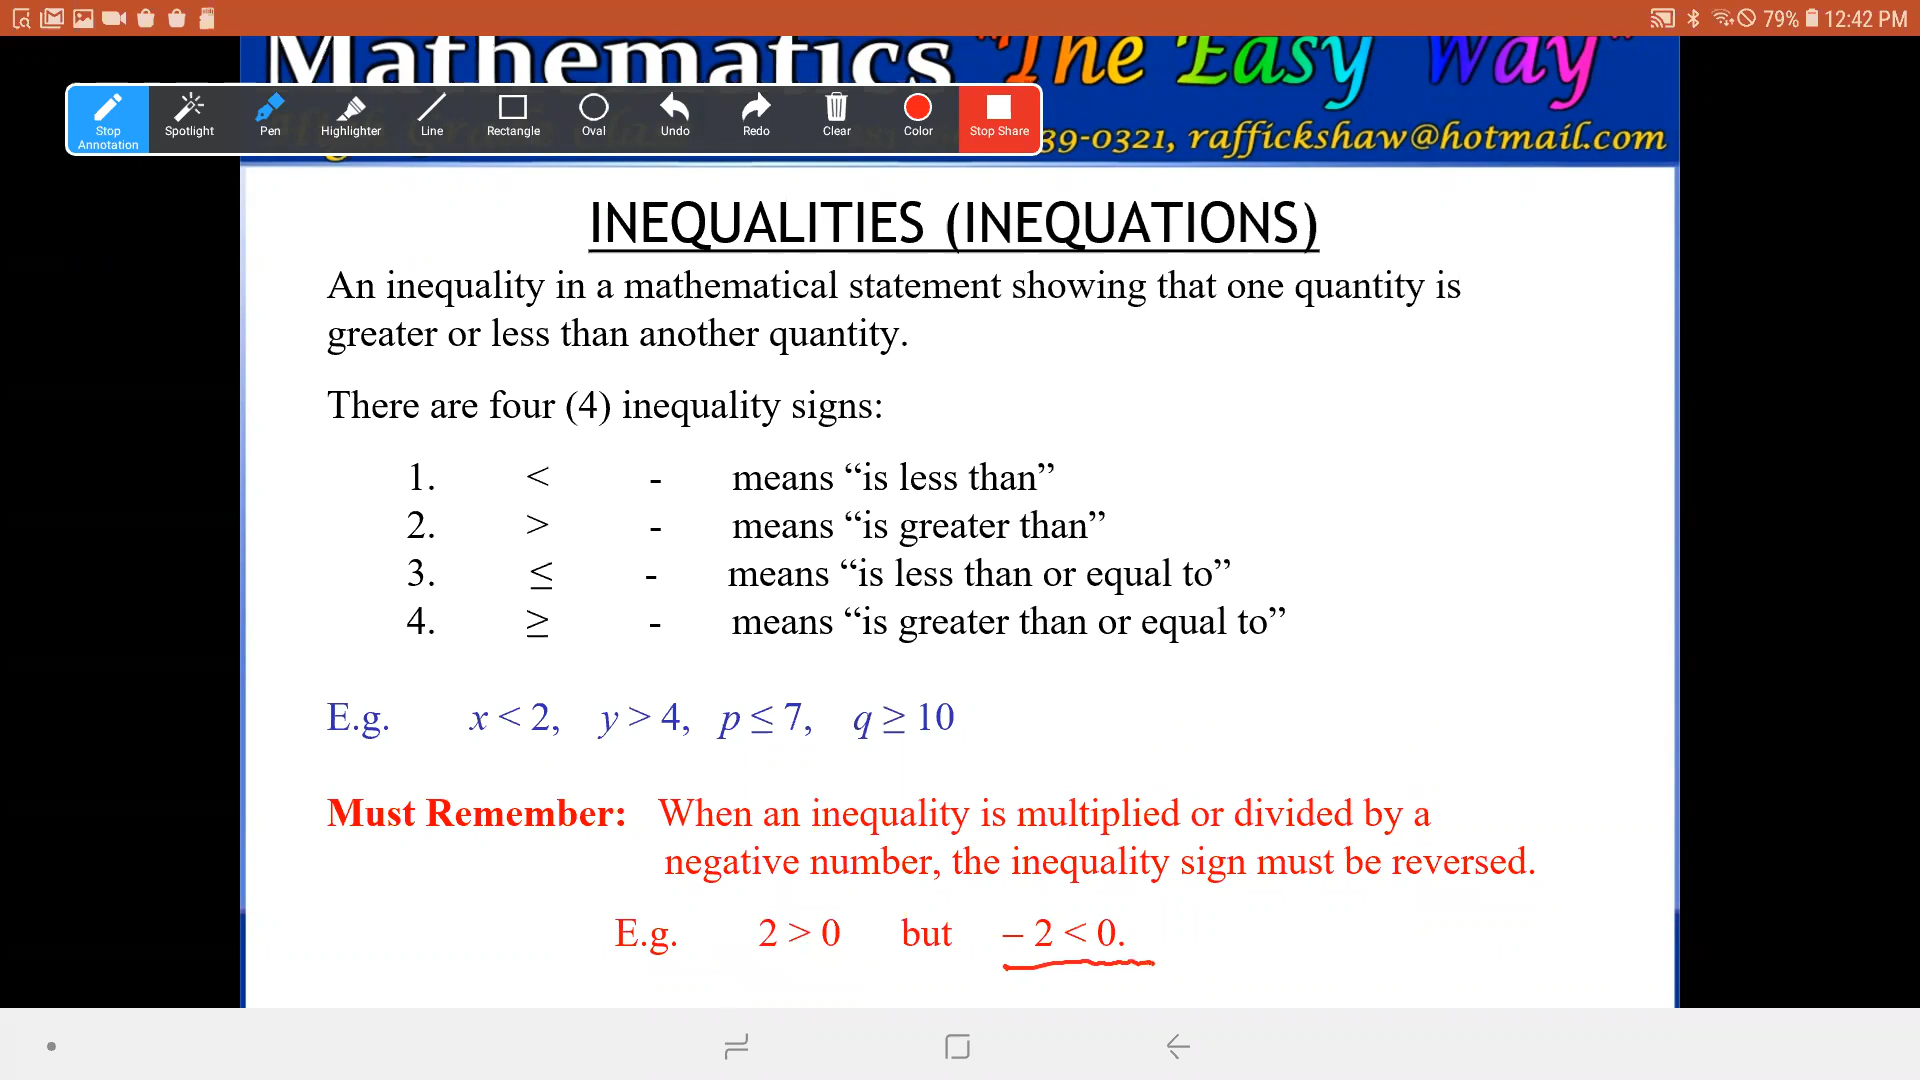 79% 12:42 PM
Mathematics "The Easy Way"
Stop Annotation Spotlight Pen Highlighter Line Rectangle Oval Undo Redo Clear Color Stop Share
39-0321, raffickshaw@hotmail.com
INEQUALITIES (INEQUATIONS)
An inequality in a mathematical statement showing that one quantity is
greater or less than another quantity.
There are four (4) inequality signs:
1. < - means “is less than”
2. > - means “is greater than”
3. ≤ - means “is less than or equal to”
4. ≥ - means “is greater than or equal to”
E.g. x < 2, y > 4, p ≤ 7, q ≥ 10
Must Remember: When an inequality is multiplied or divided by a
negative number, the inequality sign must be reversed.
E.g. 2 > 0 but – 2 < 0.